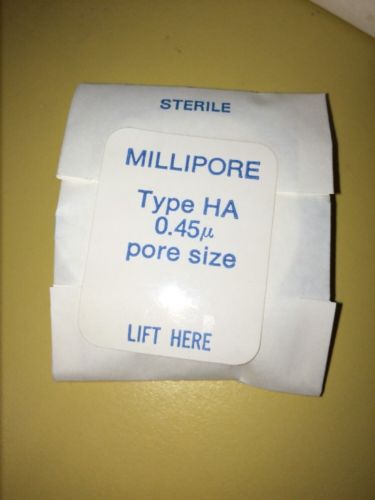 STERILE
MILLIPORE
Type HA
0.45μ
pore size
LIFT HERE